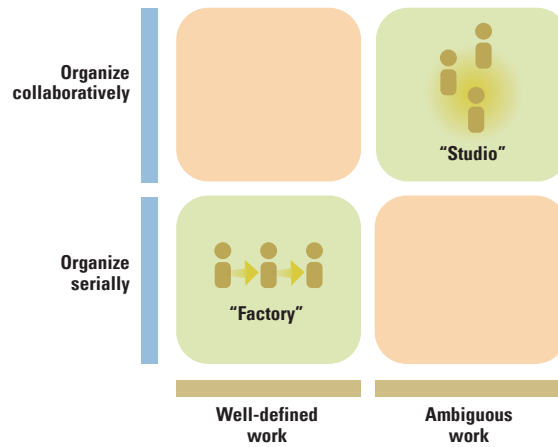 Organize
collaboratively
“Studio”
Organize
serially
“Factory”
Well-defined
work
Ambiguous
work